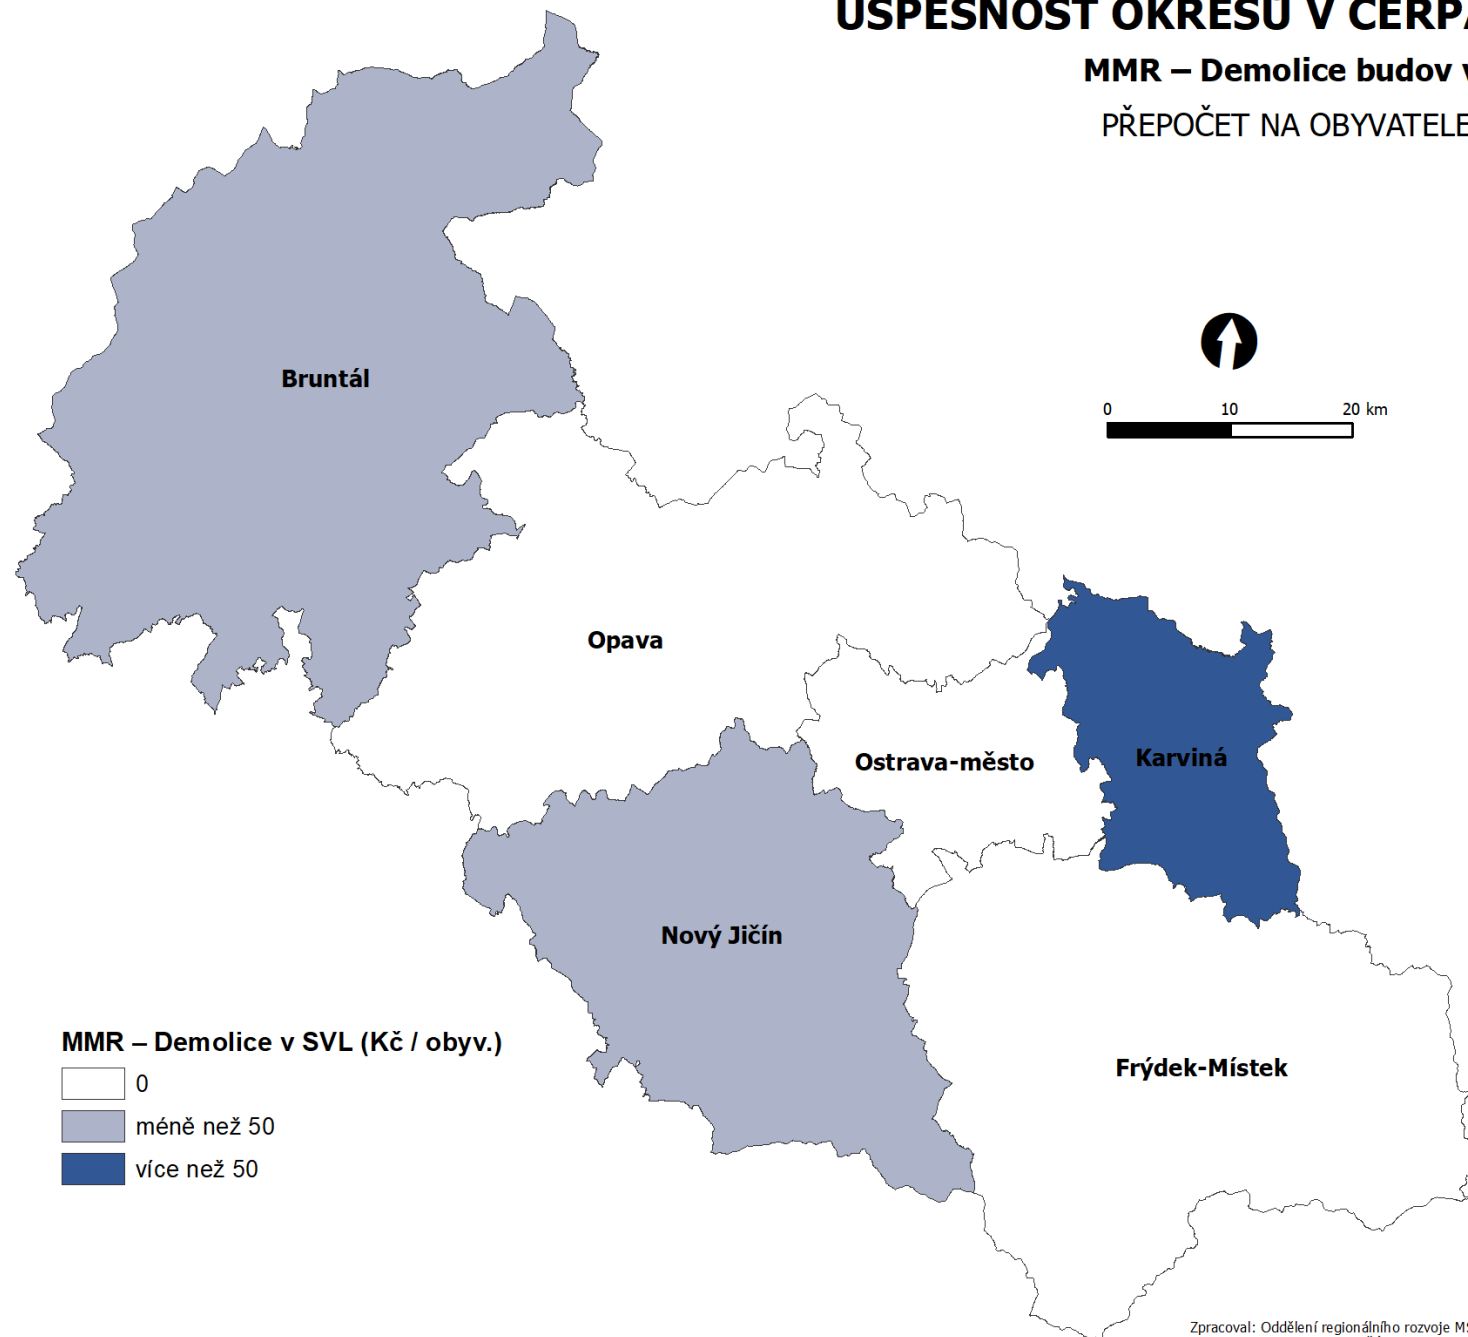 MMR – Demolice budov
PŘEPOČET NA OBYVATELE
0 10 20 km
Bruntál
Opava
Ostrava-město
Karviná
Nový Jičín
Frýdek-Místek
MMR – Demolice v SVL (Kč / obyv.)
0
méně než 50
více než 50
Zpracoval: Oddělení regionálního rozvoje